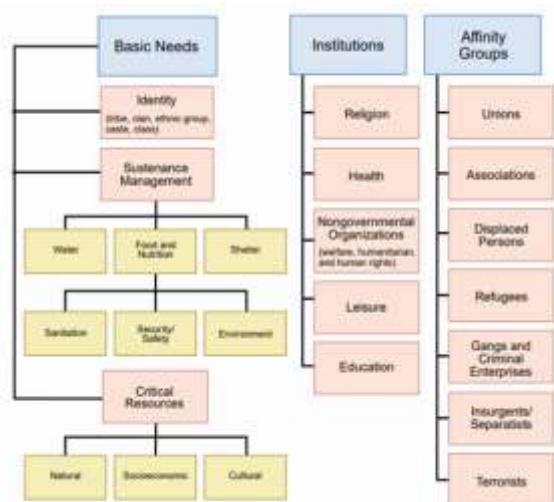 Basic Needs
Identity
(tribe, clan, ethnic group,
caste, class)
Sustenance
Management
Water
Food and
Nutrition
Shelter
Sanitation
Security/
Safety
Environment
Critical
Resources
Natural
Socioeconomic
Cultural
Institutions
Religion
Health
Nongovernmental
Organizations
(welfare, humanitarian,
and human rights)
Leisure
Education
Affinity
Groups
Unions
Associations
Displaced
Persons
Refugees
Gangs and
Criminal
Enterprises
Insurgents/
Separatists
Terrorists